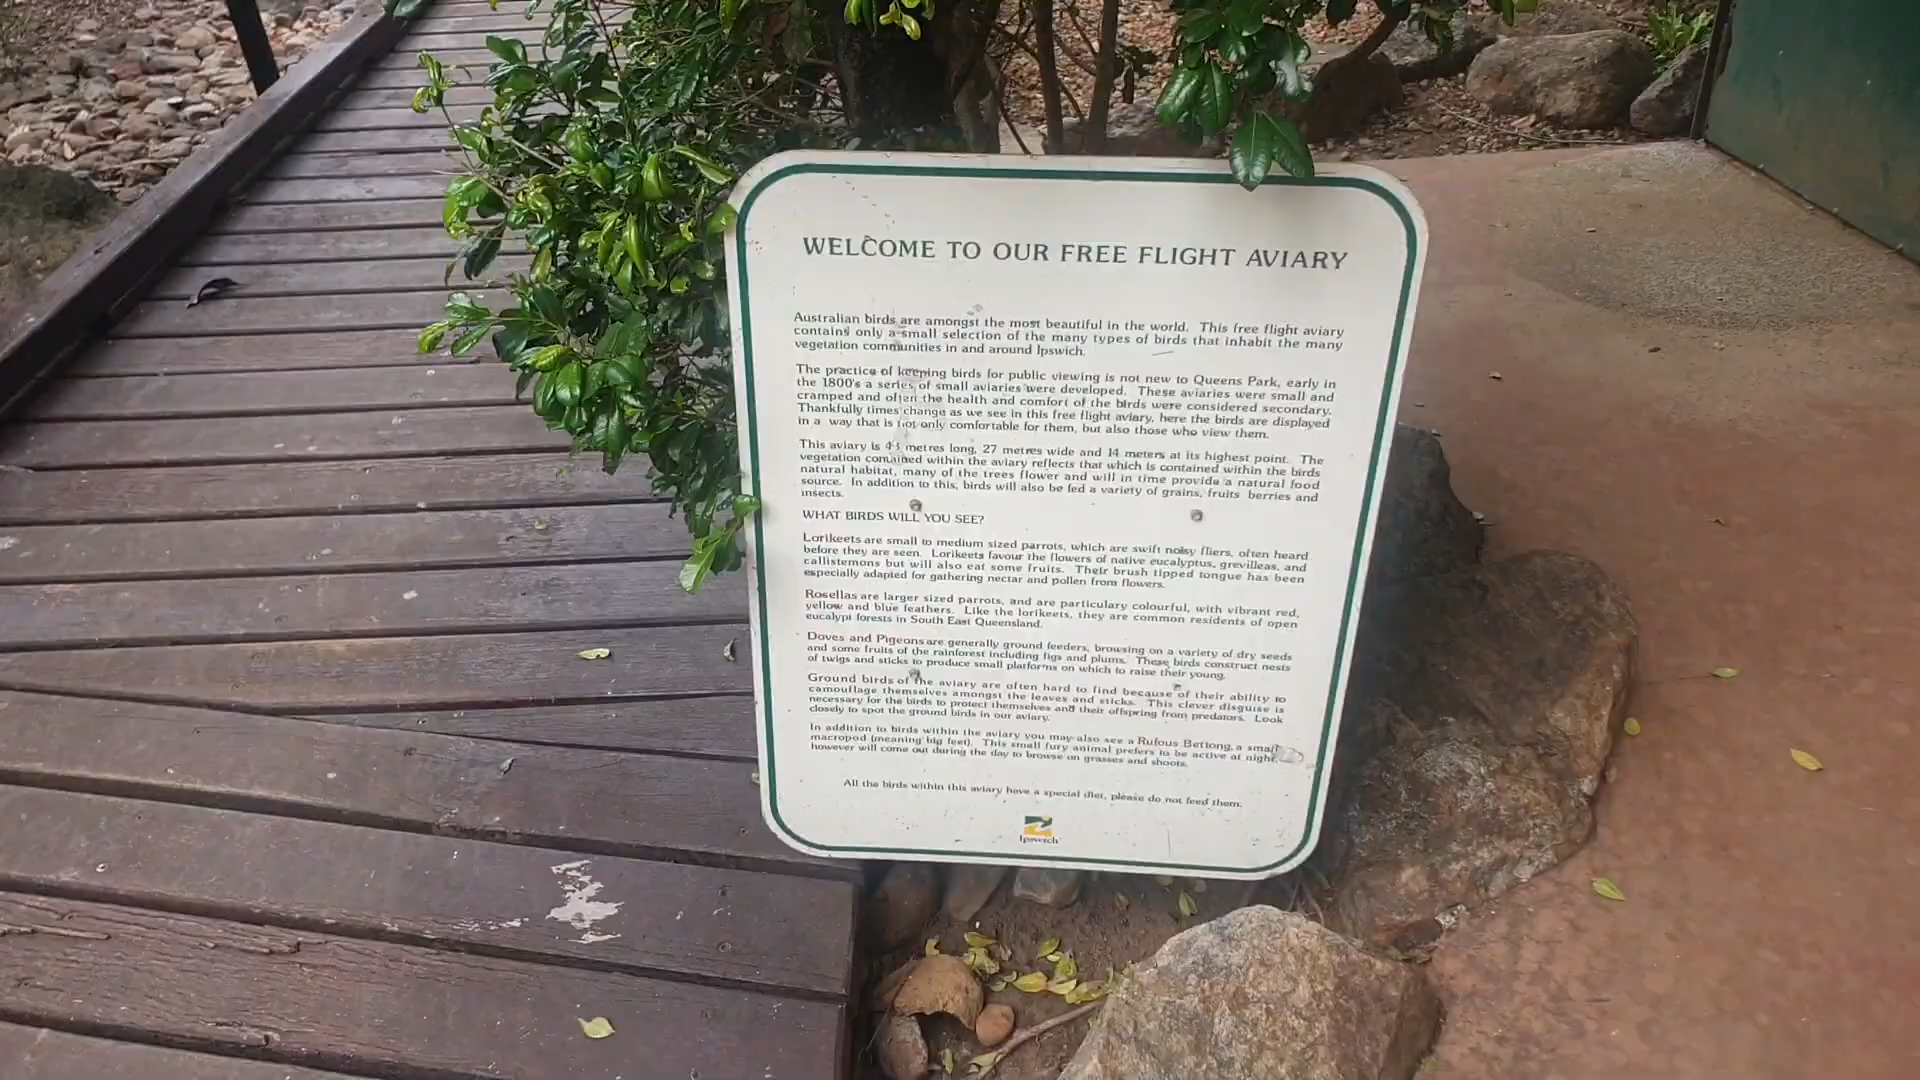 WELCOME TO OUR FREE FLIGHT AVIARY
Australian birds are amongst the most beautiful in the world. This free flight aviary
contains only a small selection of the many types of birds that inhabit the many
vegetation communities in and around Ipswich.
The practice of keeping birds for public viewing is not new to Queens Park, early in
the 1800's a series of small aviaries were developed. These aviaries were small and
cramped and often the health and comfort of the birds were considered secondary.
Thankfully times change as we see in this free flight aviary, here the birds are displayed
in a way that is not only comfortable for them, but also those who view them.
This aviary is metres long, 27 metres wide and 14 meters at its highest point. The
vegetation contained within the aviary reflects that which is contained within the birds
natural habitat, many of the trees flower and will in time provide a natural food
source. In addition to this, birds will also be fed a variety of grains, fruits berries and
insects.
WHAT BIRDS WILL YOU SEE?
Lorikeets are small to medium sized parrots, which are swift noisy fliers, often heard
before they are seen. Lorikeets favour the flowers of native eucalyptus, grevilleas, and
callistemons but will also eat some fruits. Their brush tipped tongue has been
especially adapted for gathering nectar and pollen from flowers.
Rosellas are larger sized parrots, and are particulary colourful, with vibrant red,
yellow and blue feathers. Like the lorikeets, they are common residents of open
eucalypt forests in South East Queensland.
Doves and Pigeons are generally ground feeders, browsing on a variety of dry seeds
and some fruits of the rainforest including figs and plums. These birds construct nests
of twigs and sticks to produce small platforms on which to raise their young.
Ground birds of the aviary are often hard to find because of their ability to
camouflage themselves amongst the leaves and sticks. This clever disguise is
necessary for the birds to protect themselves and their offspring from predators. Look
closely to spot the ground birds in our aviary.
In addition to birds within the aviary you may also see a Rufous Bettong, a small
macropod (meaning big feet). This small fury animal prefers to be active at night,
however will come out during the day to browse on grasses and shoots.
All the birds within this aviary have a special diet, please do not feed them.
Ipswich